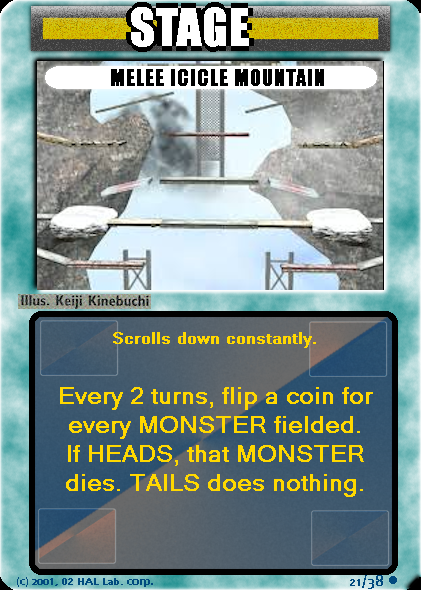 STAGE
MELEE ICICLE MOUNTAIN
Illus. Keiji Kinebuchi
Scrolls down constantly.
Every 2 turns, flip a coin for
every MONSTER fielded.
If HEADS, that MONSTER
dies. TAILS does nothing.
(c) 2001, 02 HAL Lab. corp.
21/38 ●